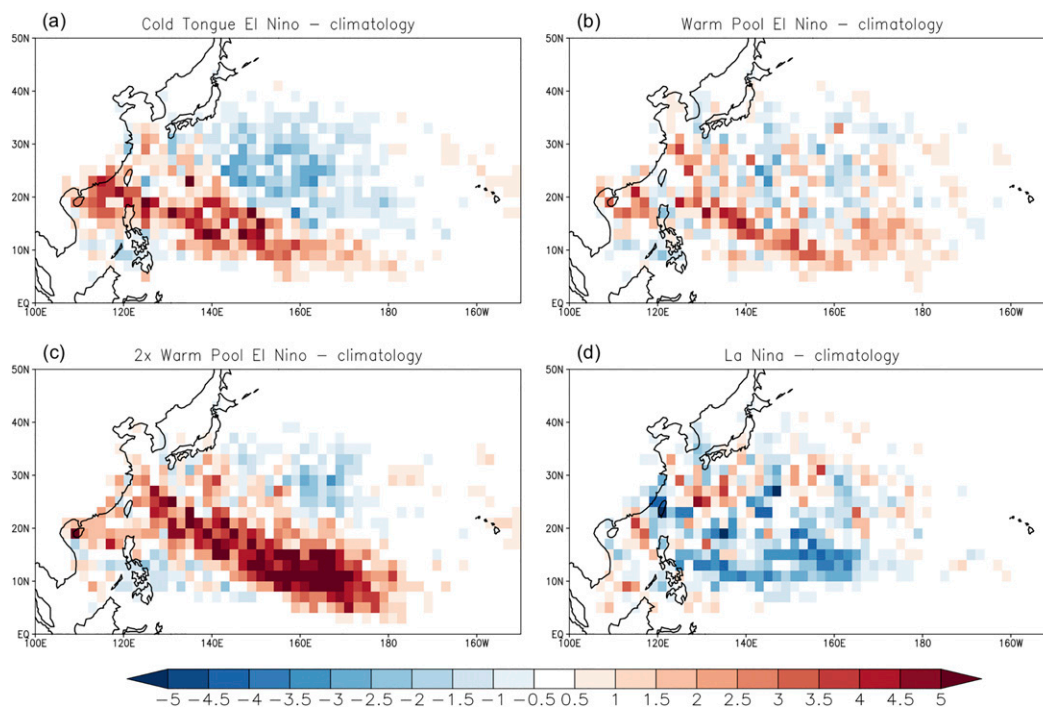 (a) Cold Tongue El Nino – climatology
(b) Warm Pool El Nino – climatology
50N
40N
30N
20N
10N
EQ
100E 120E 140E 160E 180 160W
50N
40N
30N
20N
10N
EQ
100E 120E 140E 160E 180 160W
(c) 2x Warm Pool El Nino – climatology
(d) La Nina – climatology
50N
40N
30N
20N
10N
EQ
100E 120E 140E 160E 180 160W
50N
40N
30N
20N
10N
EQ
100E 120E 140E 160E 180 160W
-5 -4.5 -4 -3.5 -3 -2.5 -2 -1.5 -1 -0.5 0.5 1 1.5 2 2.5 3 3.5 4 4.5 5